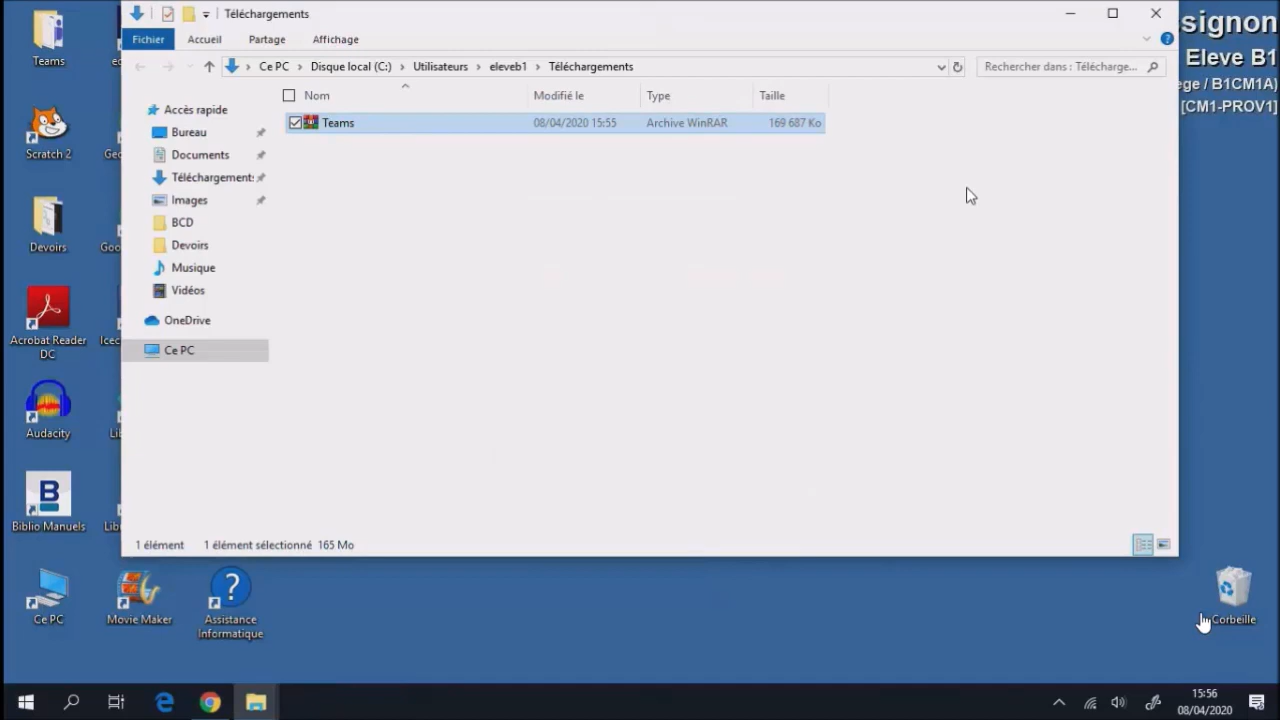 Téléchargements
Fichier Accueil Partage Affichage
Ce PC > Disque local (C:) > Utilisateurs > eleveb1 > Téléchargements
Rechercher dans : Télécharge...
Nom Modifié le Type Taille
Teams 08/04/2020 15:55 Archive WinRAR 169 687 Ko
Accès rapide
Bureau
Documents
Téléchargements
Images
BCD
Devoirs
Musique
Vidéos
OneDrive
Ce PC
1 élément 1 élément sélectionné 165 Mo
signon
Eleve B1
ege / B1CM1A)
[CM1-PROV1]
Teams
Scratch 2
Devoirs
Acrobat Reader
DC
Audacity
Biblio Manuels
Ce PC
Movie Maker
Assistance
Informatique
Corbeille
15:56
08/04/2020